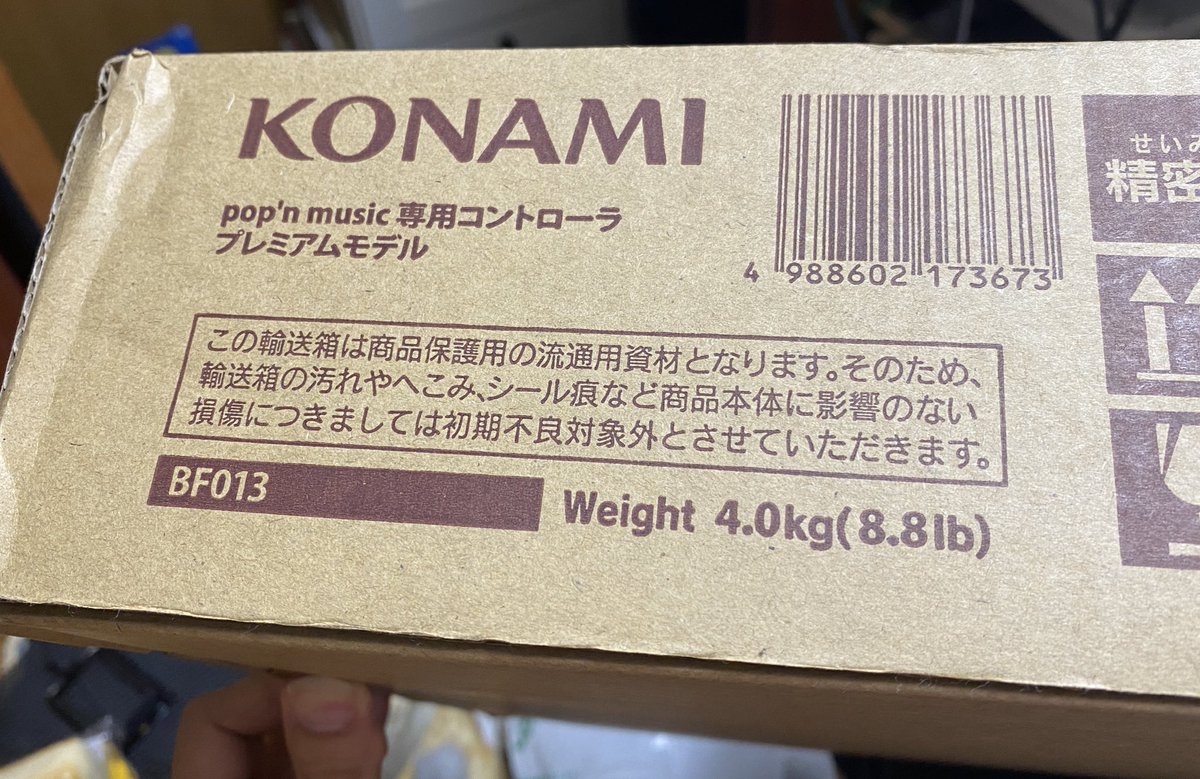 KONAMI
pop'n music 専用コントローラ
プレミアムモデル
4 988602 173673
せいみ
精密
この輸送箱は商品保護用の流通用資材となります。そのため、
輸送箱の汚れやへこみ、シール痕など商品本体に影響のない
損傷につきましては初期不良対象外とさせていただきます。
BF013
Weight 4.0kg(8.8lb)